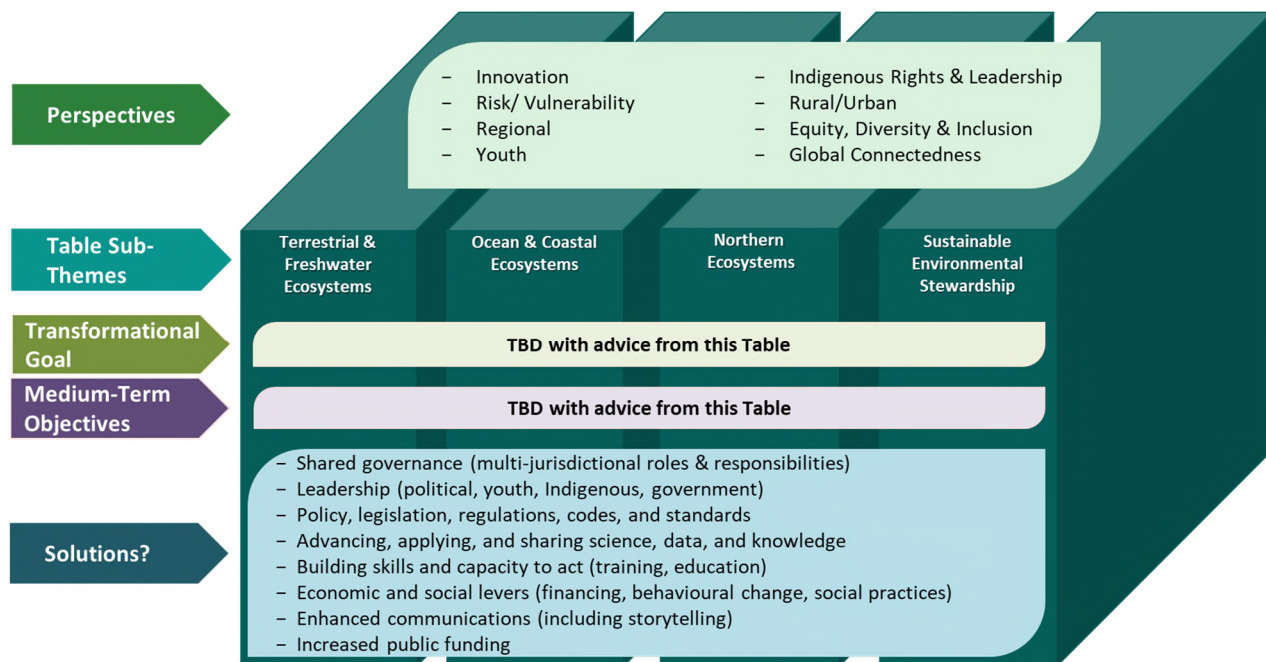 Perspectives
– Innovation
– Risk/ Vulnerability
– Regional
– Youth
– Indigenous Rights & Leadership
– Rural/Urban
– Equity, Diversity & Inclusion
– Global Connectedness
Table Sub-
Themes
Terrestrial &
Freshwater
Ecosystems
Ocean & Coastal
Ecosystems
Northern
Ecosystems
Sustainable
Environmental
Stewardship
Transformational
Goal
TBD with advice from this Table
Medium-Term
Objectives
TBD with advice from this Table
Solutions?
– Shared governance (multi-jurisdictional roles & responsibilities)
– Leadership (political, youth, Indigenous, government)
– Policy, legislation, regulations, codes, and standards
– Advancing, applying, and sharing science, data, and knowledge
– Building skills and capacity to act (training, education)
– Economic and social levers (financing, behavioural change, social practices)
– Enhanced communications (including storytelling)
– Increased public funding